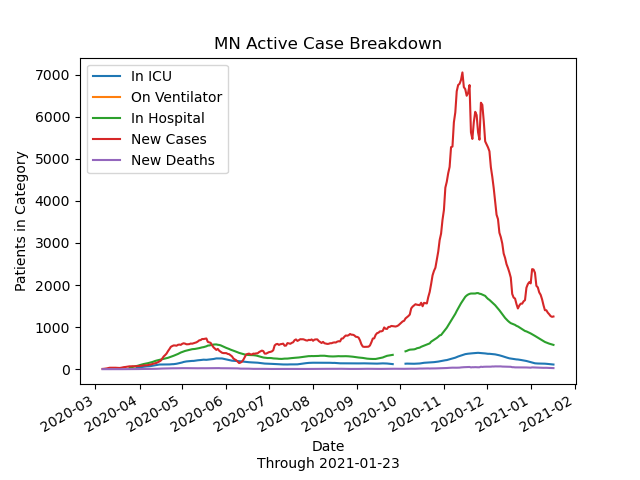 MN Active Case Breakdown
In ICU
On Ventilator
In Hospital
New Cases
New Deaths
Patients in Category
7000
6000
5000
4000
3000
2000
1000
0
2020-03
2020-04
2020-05
2020-06
2020-07
2020-08
2020-09
2020-10
2020-11
2020-12
2021-01
2021-02
Date
Through 2021-01-23